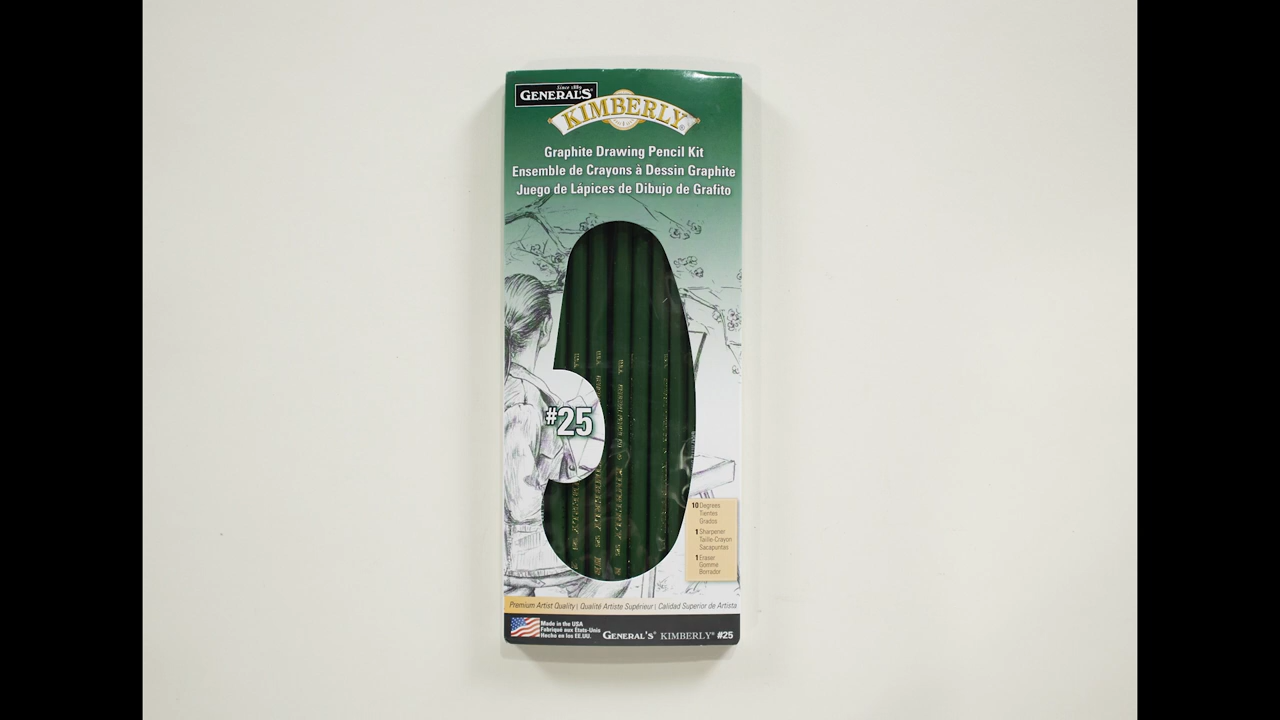 Since 1889
GENERAL'S®
KIMBERLY®
Graphite Drawing Pencil Kit
Ensemble de Crayons à Dessin Graphite
Juego de Lápices de Dibujo de Grafito
#25
10 Degrees
Tientes
Grados
1 Sharpener
Taille-Crayon
Sacapuntas
1 Eraser
Gomme
Borrador
Premium Artist Quality | Qualité Artiste Supérieur | Calidad Superior de Artista
Made in the USA
Fabriqué aux États-Unis
Hecho en los EE.UU.
GENERAL'S® KIMBERLY® #25